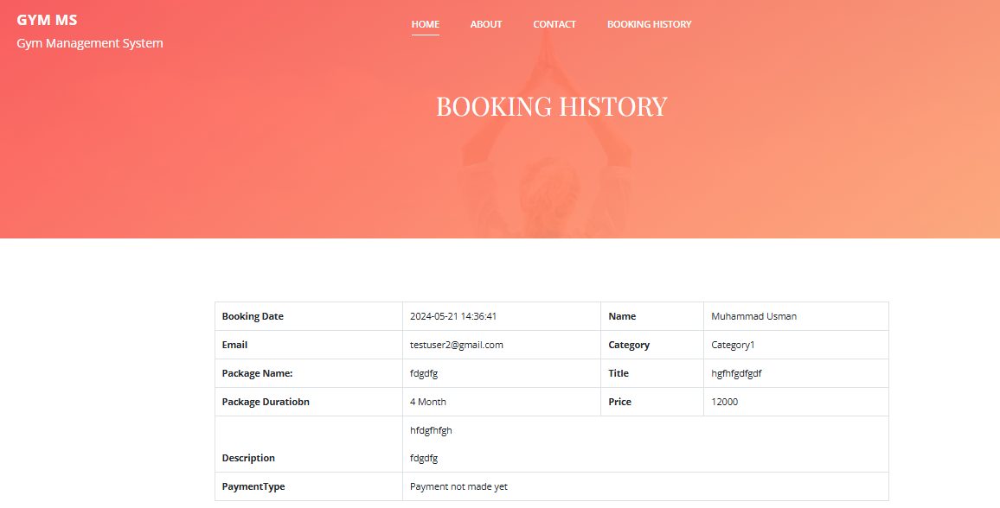 GYM MS
Gym Management System
HOME ABOUT CONTACT BOOKING HISTORY
BOOKING HISTORY
Booking Date 2024-05-21 14:36:41 Name Muhammad Usman
Email testuser2@gmail.com Category Category1
Package Name: fdgdfg Title hgfhfgdfgdf
Package Duratiobn 4 Month Price 12000
hfdgfhfgh
Description fdgdfg
PaymentType Payment not made yet